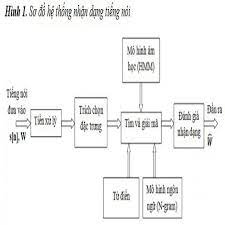 Hình 1. Sơ đồ hệ thống nhận dạng tiếng nói
Mô hình âm
học (HMM)
Tiếng nói
đưa vào
s[n], W
Tiền xử lý
Trích chọn
đặc trưng
Tìm và giải mã
Đánh giá
nhận dạng
Đầu ra
Ŵ
Từ điển
Mô hình ngôn
ngữ (N-gram)